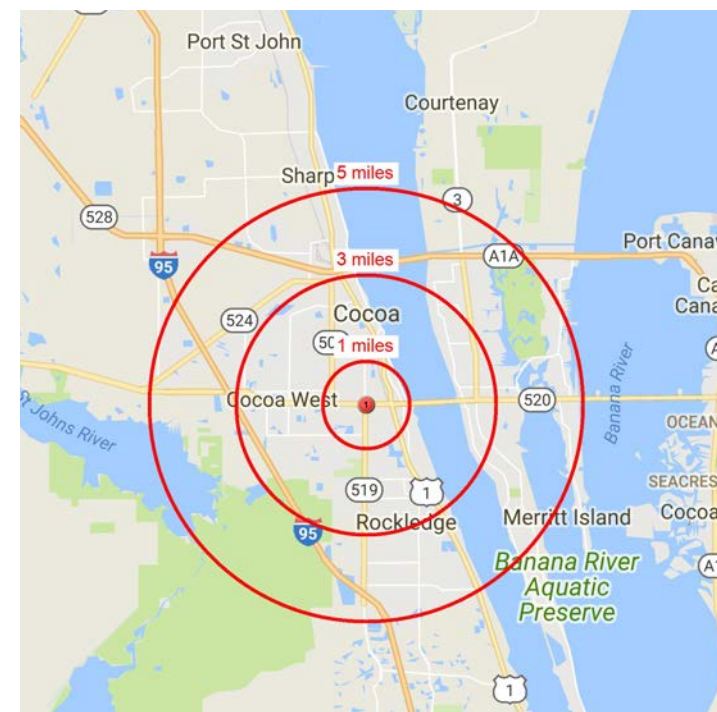 Port St John
Courtenay
Sharp
5 miles
3
528
Port Canav
A1A
95
3 miles
Ca
Cana
524
Cocoa
50
1 miles
A
Cocoa West
1
520
Banana River
St Johns River
OCEAN
SEACRES
519
1
Rockledge
Merritt Island
Cocoa
95
Banana River
Aquatic
Preserve
A1
1